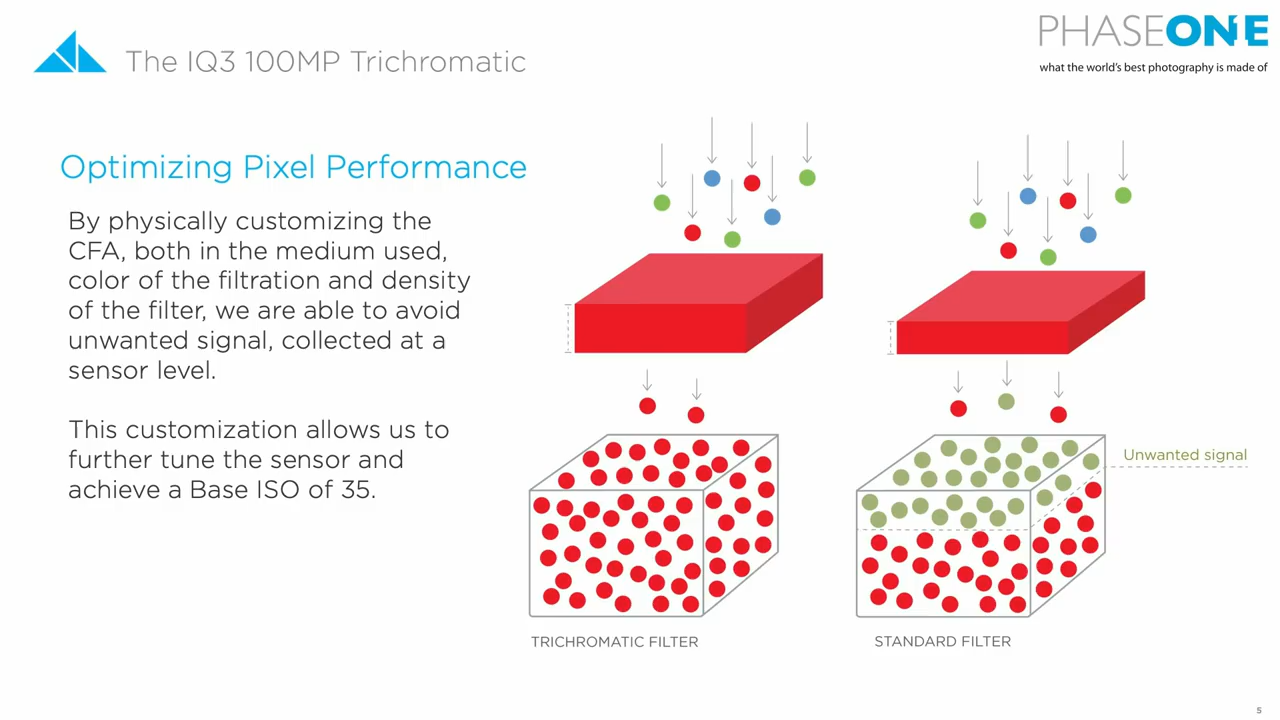 The IQ3 100MP Trichromatic
PHASEONE
what the world's best photography is made of
Optimizing Pixel Performance
By physically customizing the
CFA, both in the medium used,
color of the filtration and density
of the filter, we are able to avoid
unwanted signal, collected at a
sensor level.
This customization allows us to
further tune the sensor and
achieve a Base ISO of 35.
Unwanted signal
TRICHROMATIC FILTER
STANDARD FILTER
5